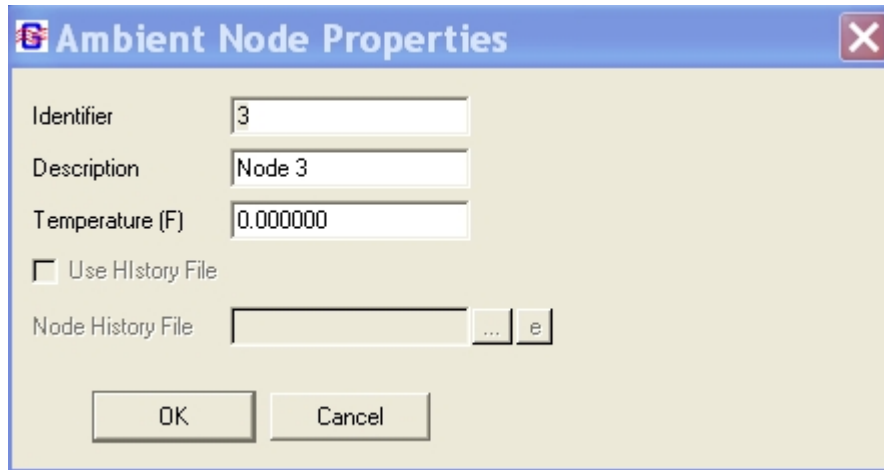 Ambient Node Properties
Identifier 3
Description Node 3
Temperature (F) 0.000000
Use HIstory File
Node History File ... e
OK Cancel